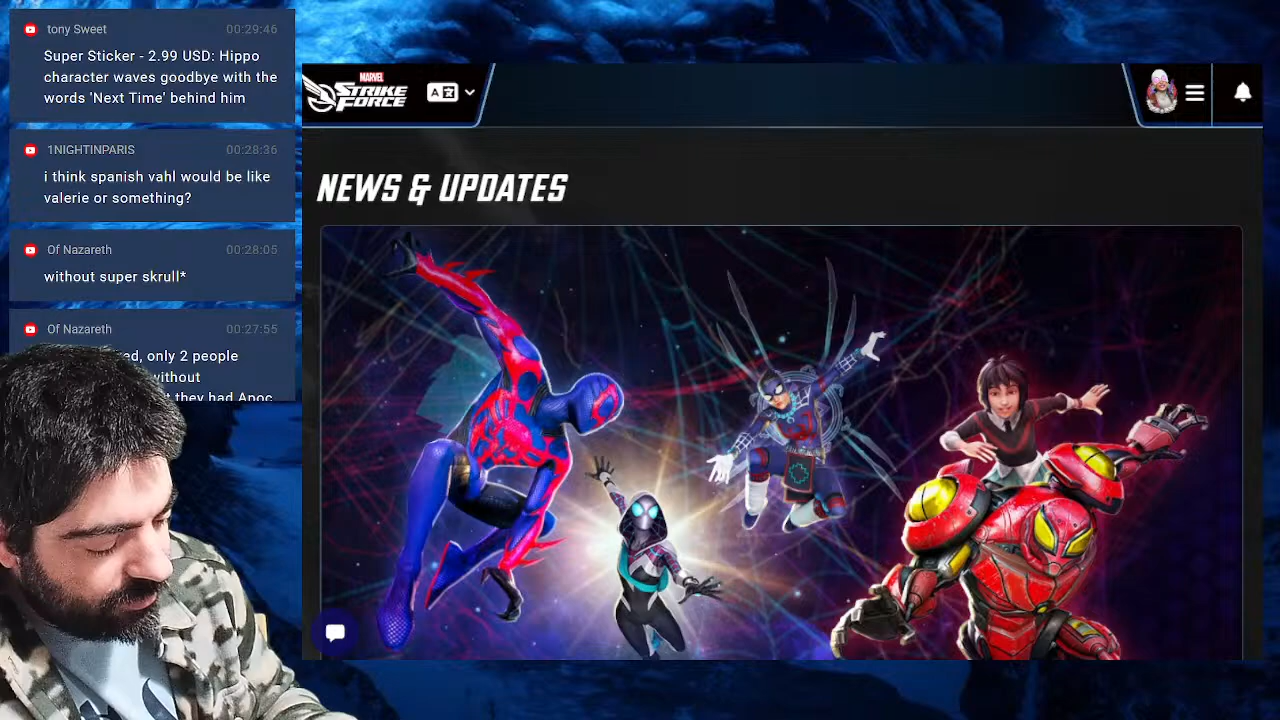 tony Sweet 00:29:46
Super Sticker - 2.99 USD: Hippo
character waves goodbye with the
words 'Next Time' behind him
1NIGHTINPARIS 00:28:36
i think spanish vahl would be like
valerie or something?
Of Nazareth 00:28:05
without super skrull*
Of Nazareth 00:27:55
only 2 people
without
they had Apoc
MARVEL
STRIKE
FORCE
A
NEWS & UPDATES